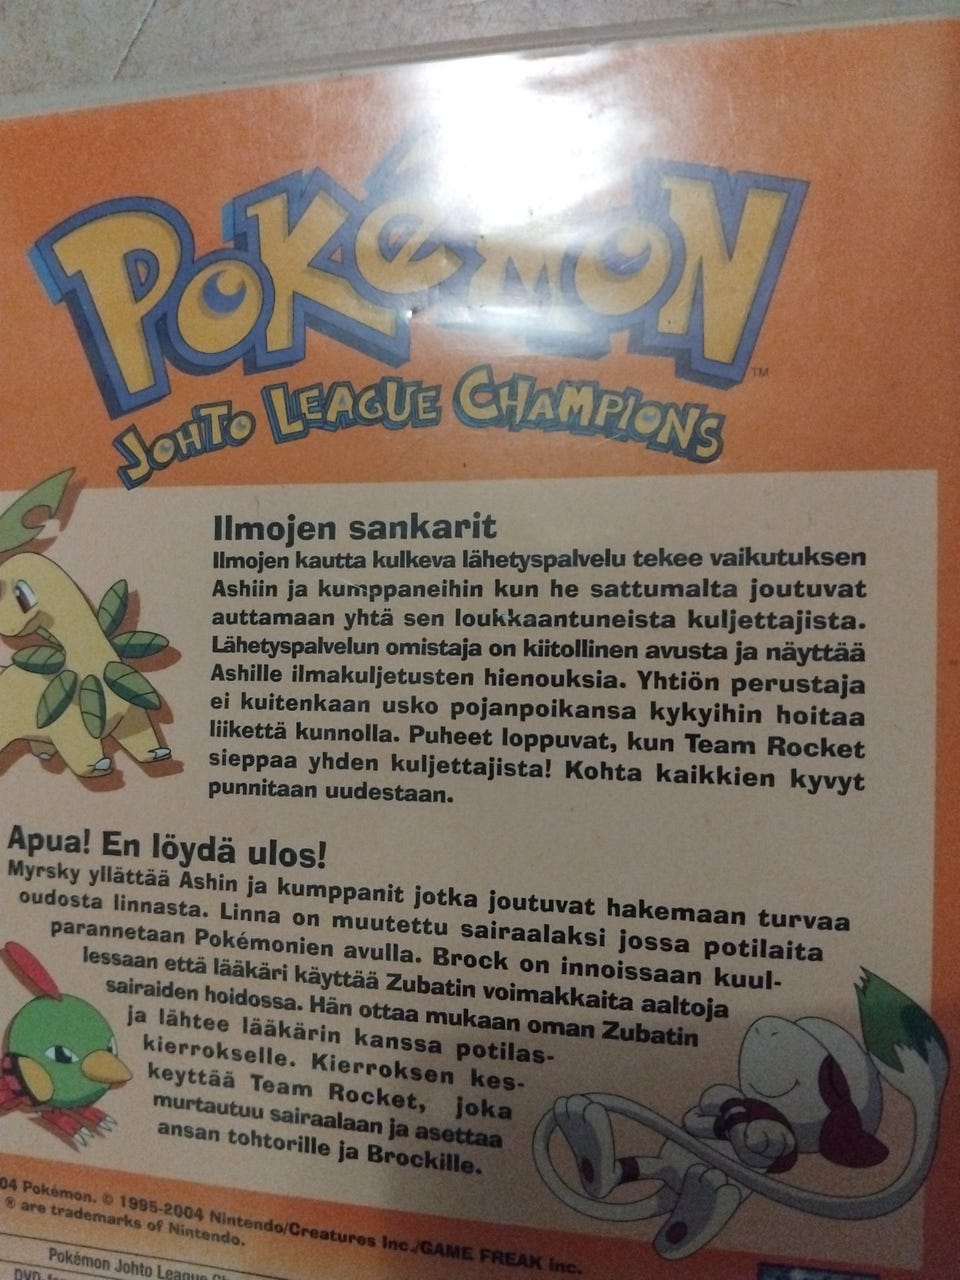 POKéMON
TM
JOHTO LEAGUE CHAMPIONS
Ilmojen sankarit
Ilmojen kautta kulkeva lähetyspalvelu tekee vaikutuksen
Ashiin ja kumppaneihin kun he sattumalta joutuvat
auttamaan yhtä sen loukkaantuneista kuljettajista.
Lähetyspalvelun omistaja on kiitollinen avusta ja näyttää
Ashille ilmakuljetusten hienouksia. Yhtiön perustaja
ei kuitenkaan usko pojanpoikansa kykyihin hoitaa
liikettä kunnolla. Puheet loppuvat, kun Team Rocket
sieppaa yhden kuljettajista! Kohta kaikkien kyvyt
punnitaan uudestaan.
Apua! En löydä ulos!
Myrsky yllättää Ashin ja kumppanit jotka joutuvat hakemaan turvaa
oudosta linnasta. Linna on muutettu sairaalaksi jossa potilaita
parannetaan Pokémonien avulla. Brock on innoissaan kuul-
lessaan että lääkäri käyttää Zubatin voimakkaita aaltoja
sairaiden hoidossa. Hän ottaa mukaan oman Zubatin
ja lähtee lääkärin kanssa potilas-
kierrokselle. Kierroksen kes-
keyttää Team Rocket, joka
murtautuu sairaalaan ja asettaa
ansan tohtorille ja Brockille.
04 Pokémon. © 1995-2004 Nintendo/Creatures Inc./GAME FREAK inc.
® are trademarks of Nintendo.
Pokémon Johto League